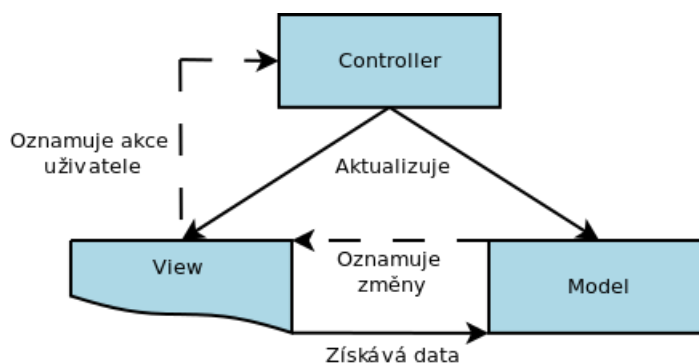 Controller
Oznamuje akce
uživatele
Aktualizuje
View
Oznamuje
změny
Model
Získává data